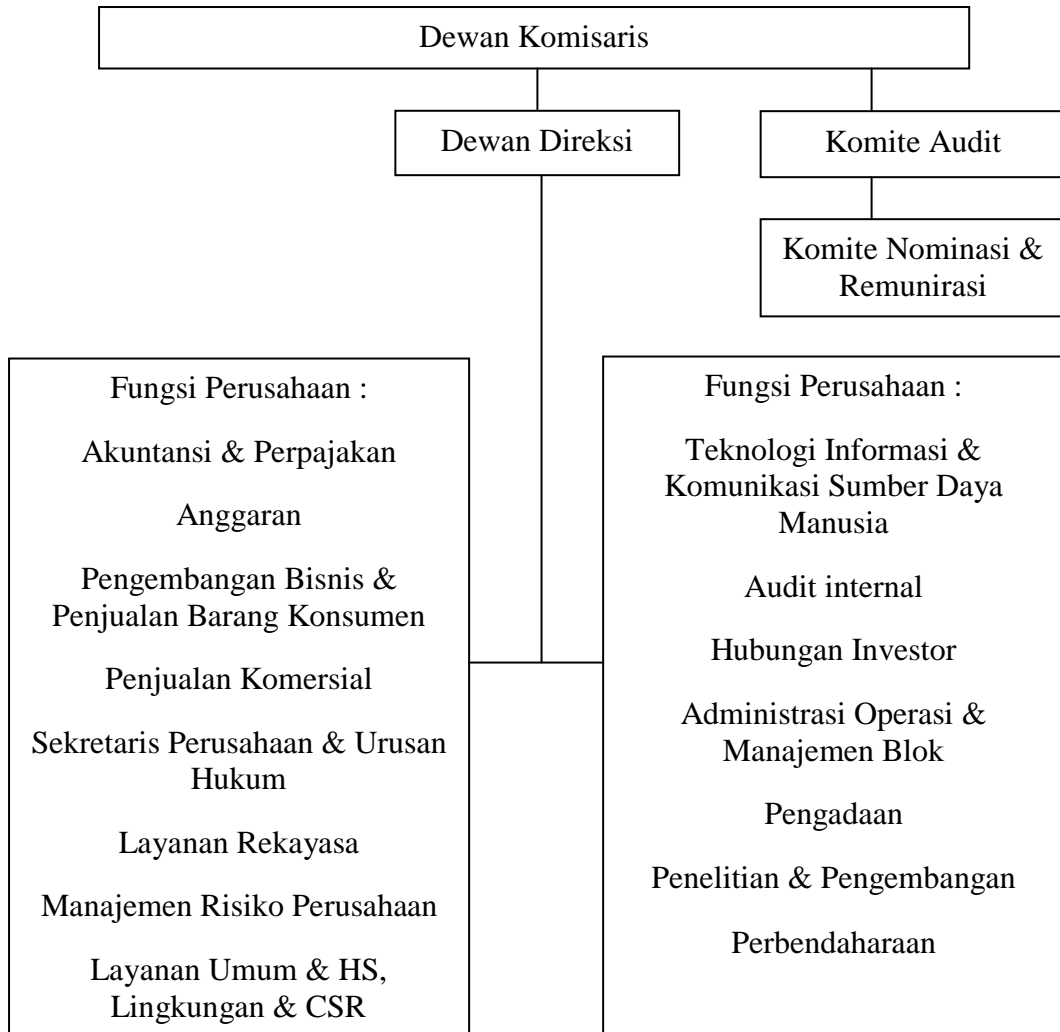 Dewan Komisaris
Dewan Direksi
Komite Audit
Komite Nominasi &
Remunirasi
Fungsi Perusahaan :
Akuntansi & Perpajakan
Anggaran
Pengembangan Bisnis &
Penjualan Barang Konsumen
Penjualan Komersial
Sekretaris Perusahaan & Urusan
Hukum
Layanan Rekayasa
Manajemen Risiko Perusahaan
Layanan Umum & HS,
Lingkungan & CSR
Fungsi Perusahaan :
Teknologi Informasi &
Komunikasi Sumber Daya
Manusia
Audit internal
Hubungan Investor
Administrasi Operasi &
Manajemen Blok
Pengadaan
Penelitian & Pengembangan
Perbendaharaan